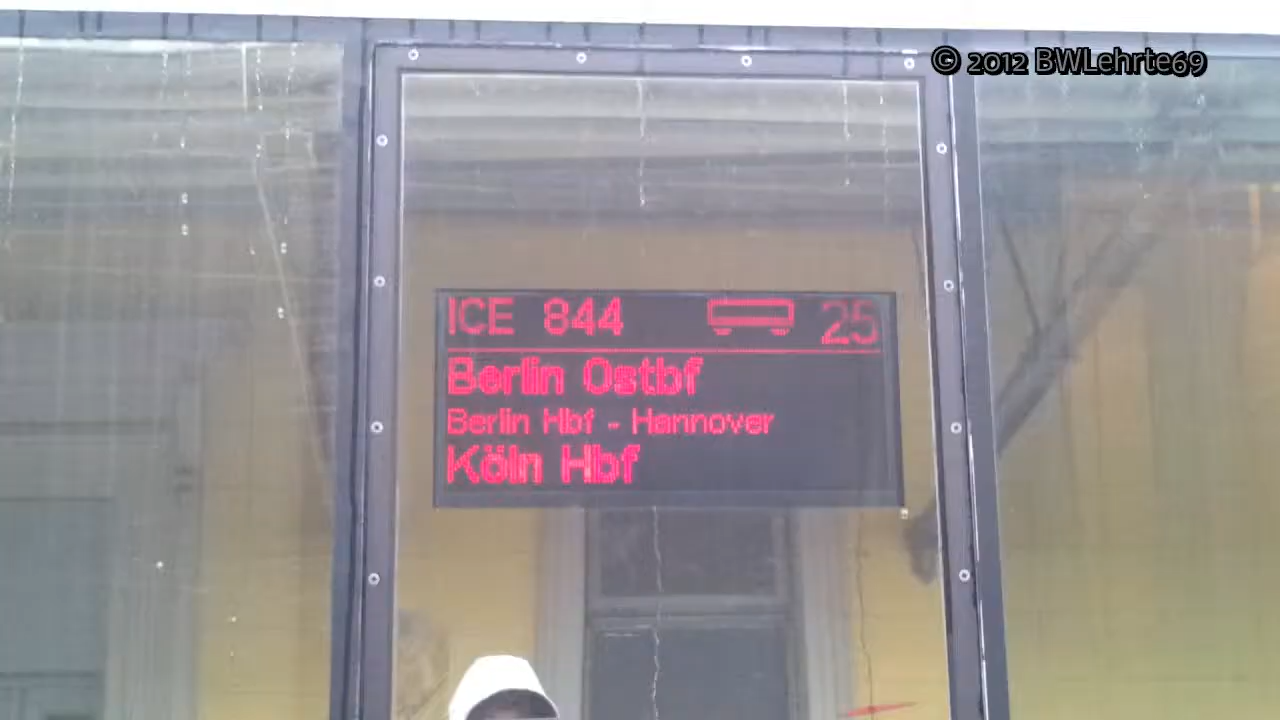 © 2012 BWLehrte69
ICE 844 25
Berlin Ostbf
Berlin Hbf - Hannover
Köln Hbf